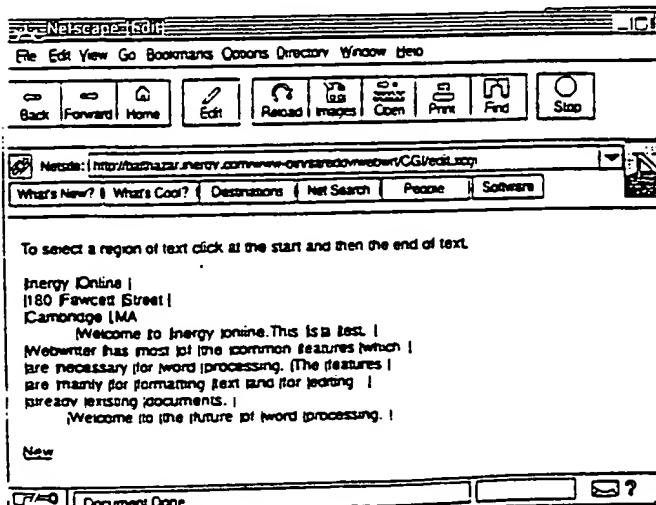 Netscape [Edit]
File Edit View Go Bookmarks Options Directory Window Help
Back Forward Home Edit Reload Images Open Print Find Stop
Netsite:
What's New? What's Cool? Destinations Net Search People Software
To select a region of text click at the start and then the end of text.
|Inergy |Online |
|180 |Fawcett |Street |
|Cambridge |MA
|Welcome |to |Inergy |online.This |is |a |test. |
|Webwriter |has |most |of |the |common |features |which |
|are |necessary |for |word |processing. |The |features |
|are |mainly |for |formatting |text |and |for |editing |
|already |existing |documents. |
|Welcome |to |the |future |of |word |processing. |
New
Document Done
?